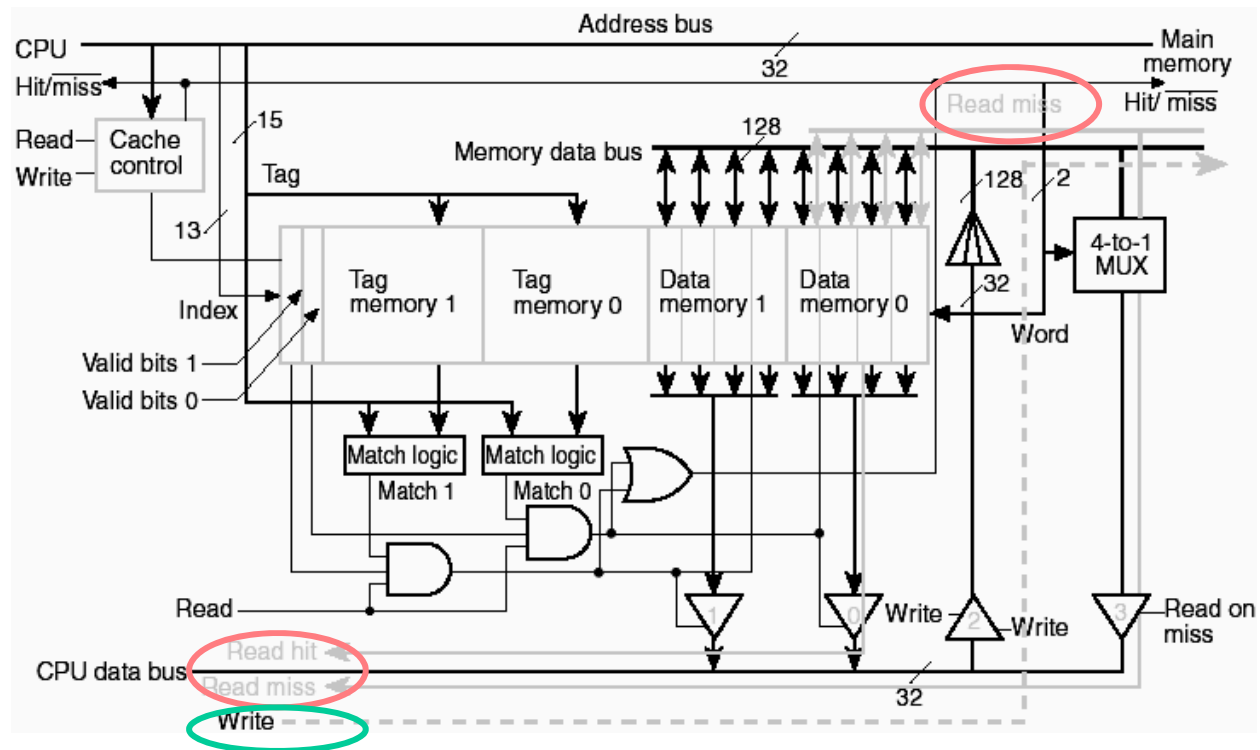 Address bus
CPU
Main
memory
32
Hit/miss
Hit/ miss
Read miss
15
Read
Cache
control
128
Memory data bus
Write
Tag
128
2
13
4-to-1
MUX
Tag
memory 1
Tag
memory 0
Data
memory 1
Data
memory 0
32
Index
Word
Valid bits 1
Valid bits 0
Match logic
Match logic
Match 1
Match 0
Read
1
0
Write
2
Write
3
Read on
miss
Read hit
CPU data bus
Read miss
32
Write